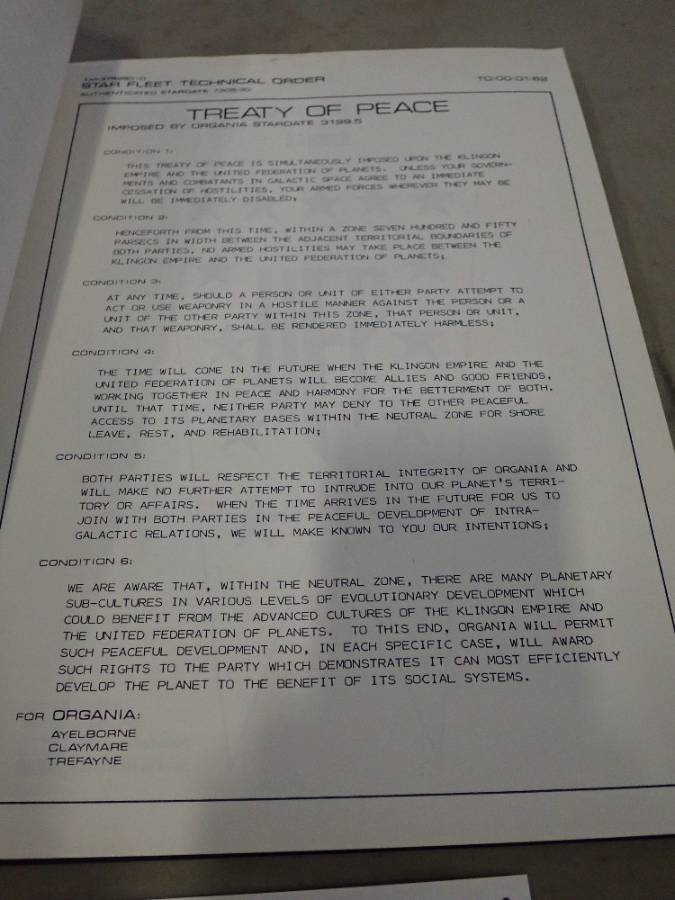 STAR FLEET TECHNICAL ORDER
TO:00:01:62
AUTHENTICATED STARDATE
TREATY OF PEACE
IMPOSED BY ORGANIA STARDATE 3199.5
CONDITION 1:
THIS TREATY OF PEACE IS SIMULTANEOUSLY IMPOSED UPON THE KLINGON
EMPIRE AND THE UNITED FEDERATION OF PLANETS. UNLESS YOUR GOVERN-
MENTS AND COMBATANTS IN GALACTIC SPACE AGREE TO AN IMMEDIATE
CESSATION OF HOSTILITIES, YOUR ARMED FORCES WHEREVER THEY MAY BE
WILL BE IMMEDIATELY DISABLED;
CONDITION 2:
HENCEFORTH FROM THIS TIME, WITHIN A ZONE SEVEN HUNDRED AND FIFTY
PARSECS IN WIDTH BETWEEN THE ADJACENT TERRITORIAL BOUNDARIES OF
BOTH PARTIES, NO ARMED HOSTILITIES MAY TAKE PLACE BETWEEN THE
KLINGON EMPIRE AND THE UNITED FEDERATION OF PLANETS;
CONDITION 3:
AT ANY TIME, SHOULD A PERSON OR UNIT OF EITHER PARTY ATTEMPT TO
ACT OR USE WEAPONRY IN A HOSTILE MANNER AGAINST THE PERSON OR A
UNIT OF THE OTHER PARTY WITHIN THIS ZONE, THAT PERSON OR UNIT,
AND THAT WEAPONRY, SHALL BE RENDERED IMMEDIATELY HARMLESS;
CONDITION 4:
THE TIME WILL COME IN THE FUTURE WHEN THE KLINGON EMPIRE AND THE
UNITED FEDERATION OF PLANETS WILL BECOME ALLIES AND GOOD FRIENDS,
WORKING TOGETHER IN PEACE AND HARMONY FOR THE BETTERMENT OF BOTH.
UNTIL THAT TIME, NEITHER PARTY MAY DENY TO THE OTHER PEACEFUL
ACCESS TO ITS PLANETARY BASES WITHIN THE NEUTRAL ZONE FOR SHORE
LEAVE, REST, AND REHABILITATION;
CONDITION 5:
BOTH PARTIES WILL RESPECT THE TERRITORIAL INTEGRITY OF ORGANIA AND
WILL MAKE NO FURTHER ATTEMPT TO INTRUDE INTO OUR PLANET'S TERRI-
TORY OR AFFAIRS. WHEN THE TIME ARRIVES IN THE FUTURE FOR US TO
JOIN WITH BOTH PARTIES IN THE PEACEFUL DEVELOPMENT OF INTRA-
GALACTIC RELATIONS, WE WILL MAKE KNOWN TO YOU OUR INTENTIONS;
CONDITION 6:
WE ARE AWARE THAT, WITHIN THE NEUTRAL ZONE, THERE ARE MANY PLANETARY
SUB-CULTURES IN VARIOUS LEVELS OF EVOLUTIONARY DEVELOPMENT WHICH
COULD BENEFIT FROM THE ADVANCED CULTURES OF THE KLINGON EMPIRE AND
THE UNITED FEDERATION OF PLANETS. TO THIS END, ORGANIA WILL PERMIT
SUCH PEACEFUL DEVELOPMENT AND, IN EACH SPECIFIC CASE, WILL AWARD
SUCH RIGHTS TO THE PARTY WHICH DEMONSTRATES IT CAN MOST EFFICIENTLY
DEVELOP THE PLANET TO THE BENEFIT OF ITS SOCIAL SYSTEMS.
FOR ORGANIA:
AYELBORNE
CLAYMARE
TREFAYNE